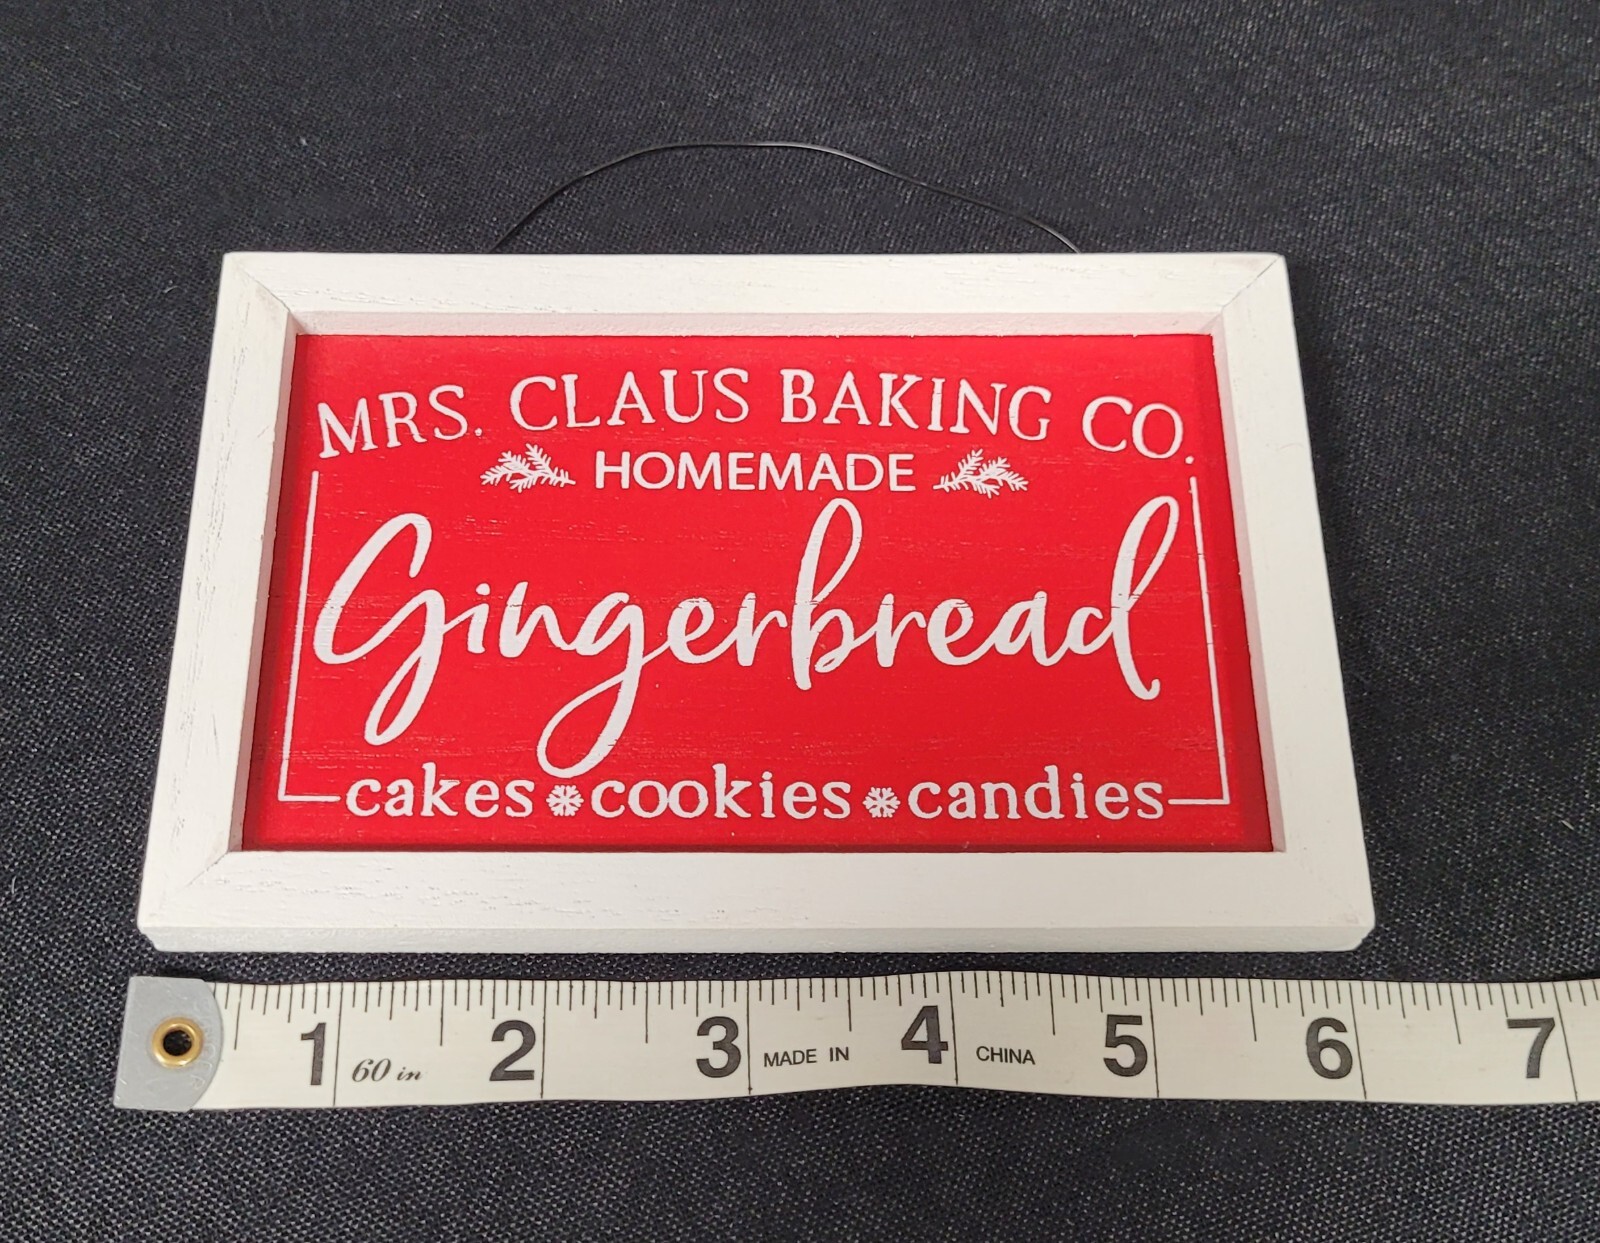 MRS. CLAUS BAKING CO.
HOMEMADE
Gingerbread
cakes cookies candies
1 60 in 2 3 MADE IN 4 CHINA 5 6 7